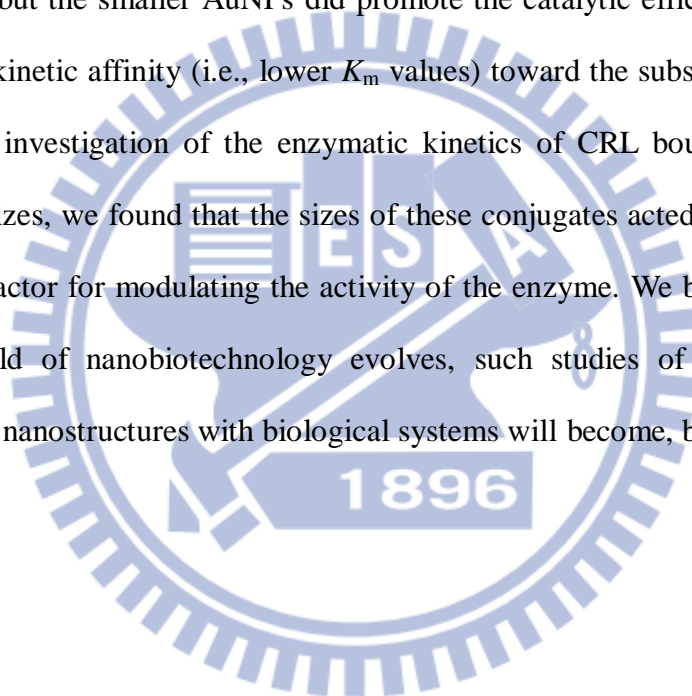 but the smaller AuNPs did promote the catalytic effic
kinetic affinity (i.e., lower Km values) toward the subs
investigation of the enzymatic kinetics of CRL bou
izes, we found that the sizes of these conjugates acted
actor for modulating the activity of the enzyme. We b
ld of nanobiotechnology evolves, such studies of
nanostructures with biological systems will become, b
E S A
1896